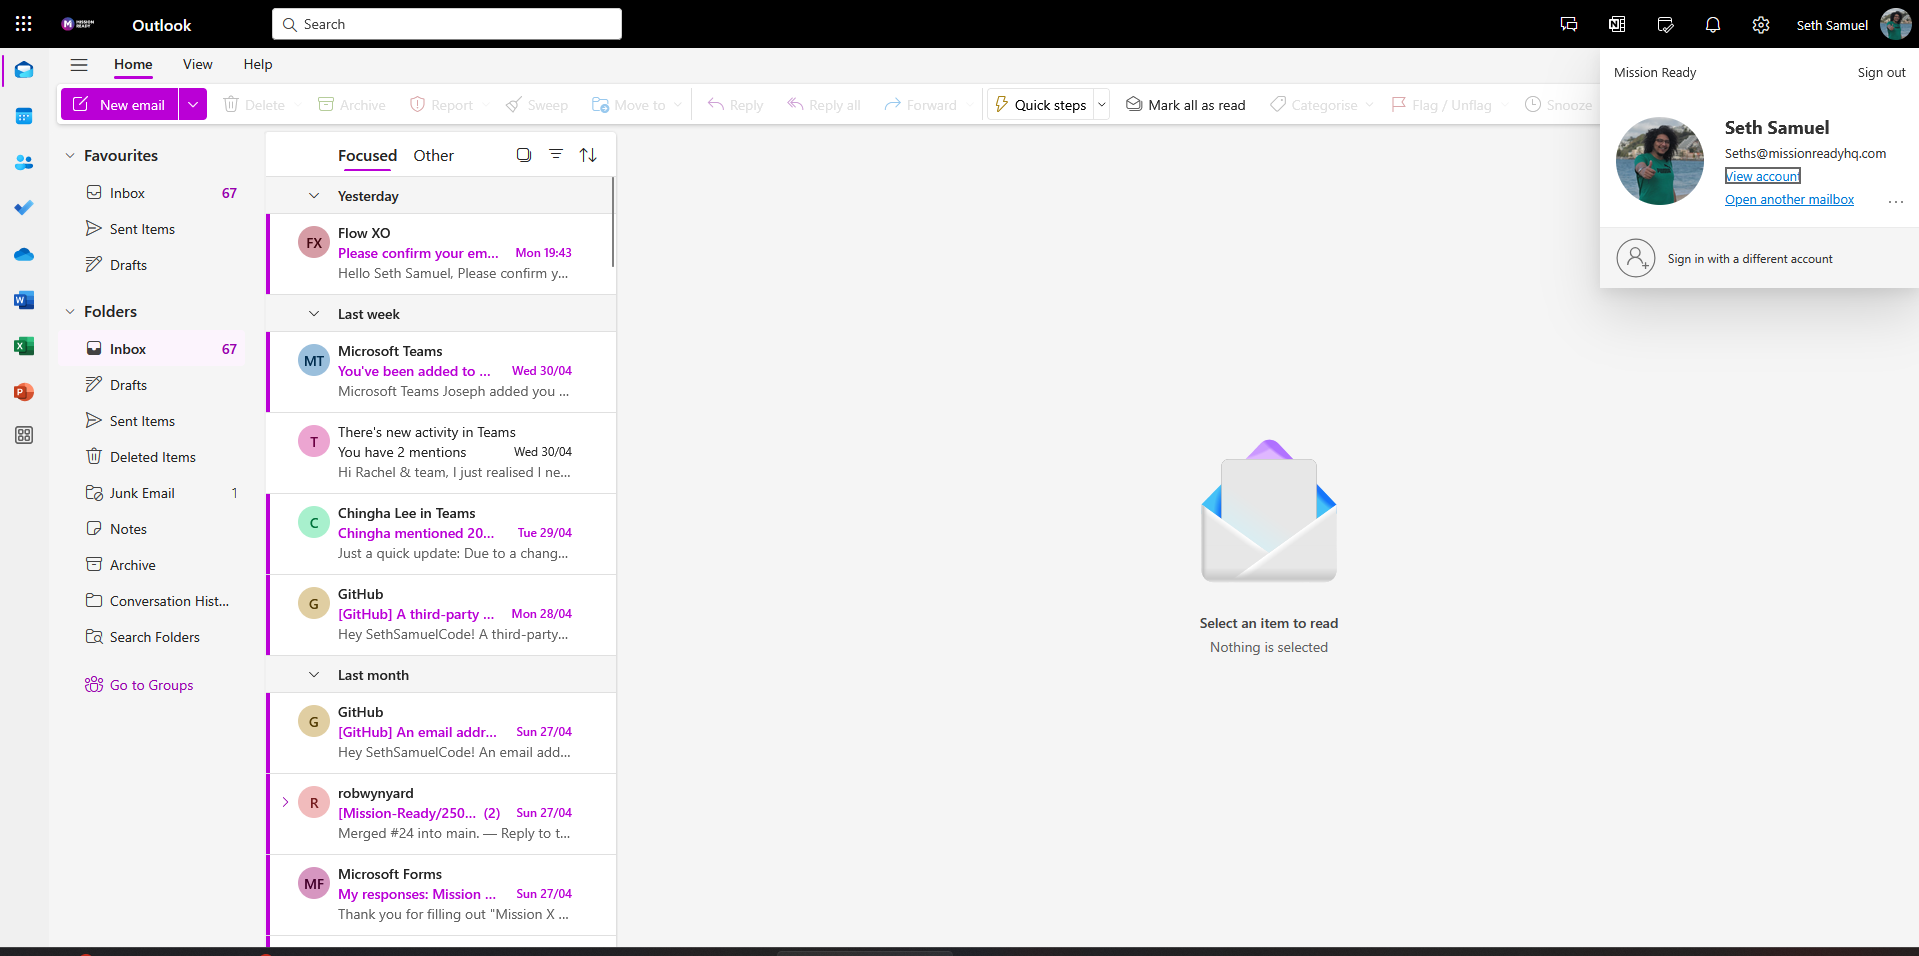 MISSION READY
Outlook
Search
Seth Samuel
Home
View
Help
New email
Delete
Archive
Report
Sweep
Move to
Reply
Reply all
Forward
Quick steps
Mark all as read
Categorise
Flag / Unflag
Snooze
Mission Ready
Sign out
Seth Samuel
Seths@missionreadyhq.com
View account
Open another mailbox
Sign in with a different account
Favourites
Inbox 67
Sent Items
Drafts
Folders
Inbox 67
Drafts
Sent Items
Deleted Items
Junk Email 1
Notes
Archive
Conversation Hist...
Search Folders
Go to Groups
Focused Other
Yesterday
FX
Flow XO
Please confirm your em... Mon 19:43
Hello Seth Samuel, Please confirm y...
Last week
MT
Microsoft Teams
You've been added to ... Wed 30/04
Microsoft Teams Joseph added you ...
T
There's new activity in Teams
You have 2 mentions Wed 30/04
Hi Rachel & team, I just realised I ne...
C
Chingha Lee in Teams
Chingha mentioned 20... Tue 29/04
Just a quick update: Due to a chang...
G
GitHub
[GitHub] A third-party ... Mon 28/04
Hey SethSamuelCode! A third-party...
Last month
G
GitHub
[GitHub] An email addr... Sun 27/04
Hey SethSamuelCode! An email add...
R
robwynyard
[Mission-Ready/250... (2) Sun 27/04
Merged #24 into main. — Reply to t...
MF
Microsoft Forms
My responses: Mission ... Sun 27/04
Thank you for filling out "Mission X ...
Select an item to read
Nothing is selected